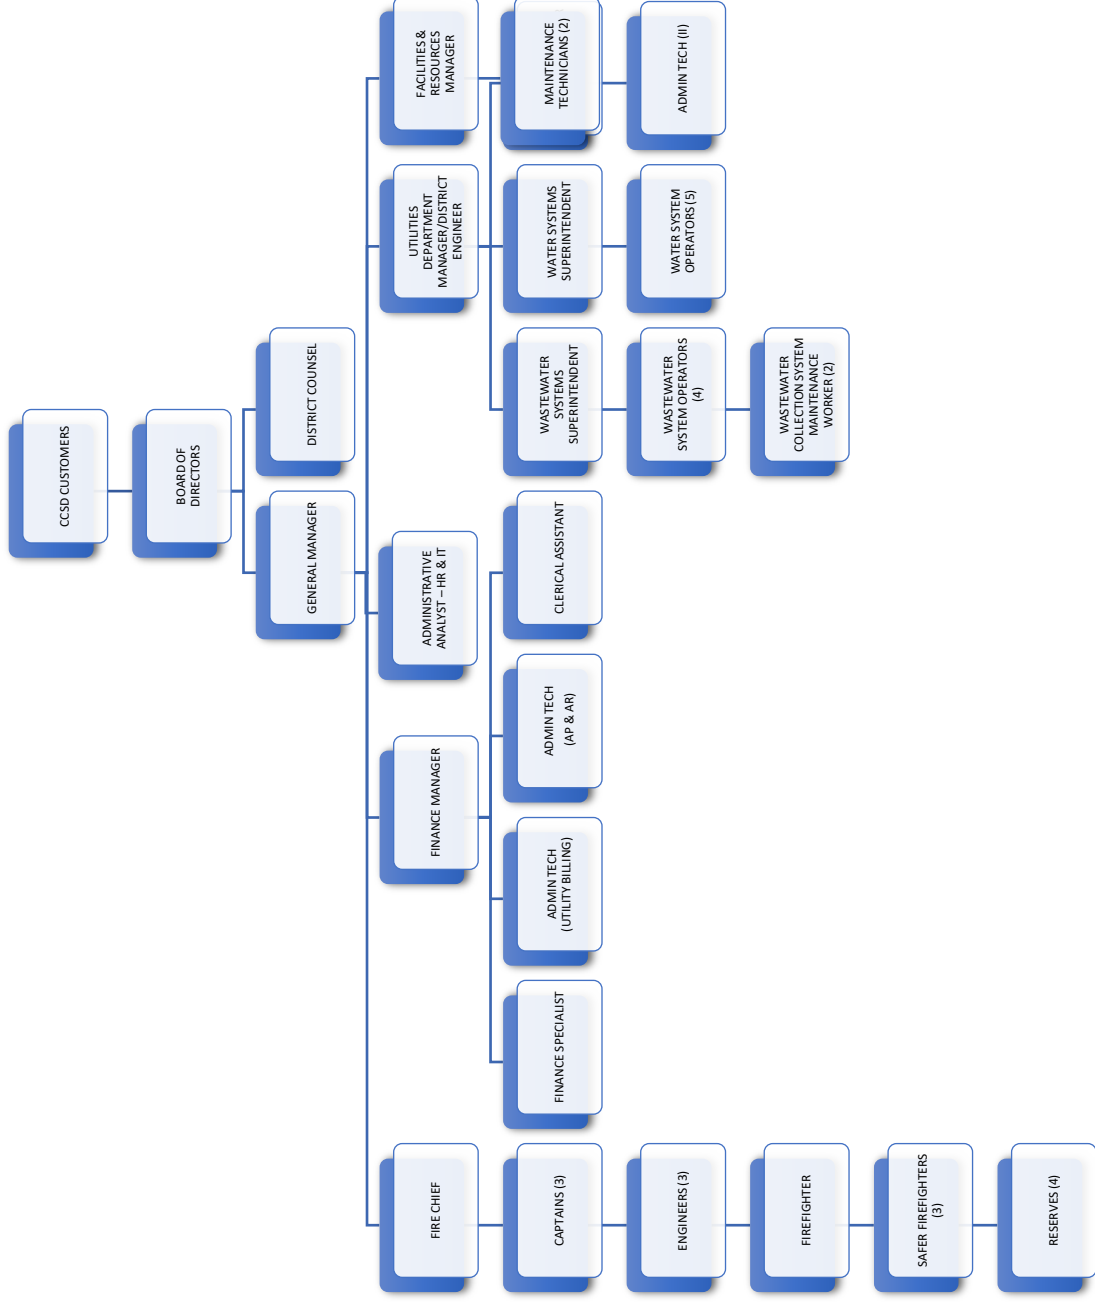 CCSD CUSTOMERS
BOARD OF
DIRECTORS
GENERAL MANAGER
DISTRICT COUNSEL
FIRE CHIEF
FINANCE MANAGER
ADMINISTRATIVE
ANALYST – HR & IT
UTILITIES
DEPARTMENT
MANAGER/DISTRICT
ENGINEER
FACILITIES &
RESOURCES
MANAGER
CAPTAINS (3)
FINANCE SPECIALIST
ADMIN TECH
(UTILITY BILLING)
ADMIN TECH
(AP & AR)
CLERICAL ASSISTANT
WASTEWATER
SYSTEMS
SUPERINTENDENT
WATER SYSTEMS
SUPERINTENDENT
MAINTENANCE
TECHNICIANS (2)
ENGINEERS (3)
WASTEWATER
SYSTEM OPERATORS
(4)
WATER SYSTEM
OPERATORS (5)
ADMIN TECH (II)
FIREFIGHTER
WASTEWATER
COLLECTION SYSTEM
MAINTENANCE
WORKER (2)
SAFER FIREFIGHTERS
(3)
RESERVES (4)